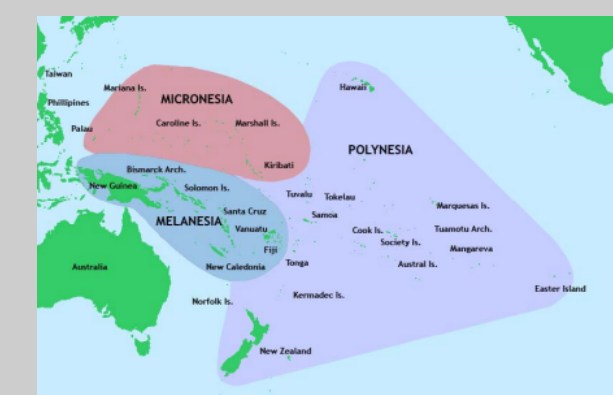 Taiwan
Mariana Is.
Hawaii
MICRONESIA
Phillipines
Caroline Is.
Marshall Is.
Palau
POLYNESIA
Kiribati
Bismarck Arch.
New Guinea
Solomon Is.
Tuvalu
Tokelau
Marquesan Is.
Santa Cruz
Samoa
MELANESIA
Vanuatu
Cook Is.
Tuamotu Arch.
Society Is.
Fiji
Mangareva
Tonga
Austral Is.
Australia
New Caledonia
Easter Island
Norfolk Is.
Kermadec Is.
New Zealand